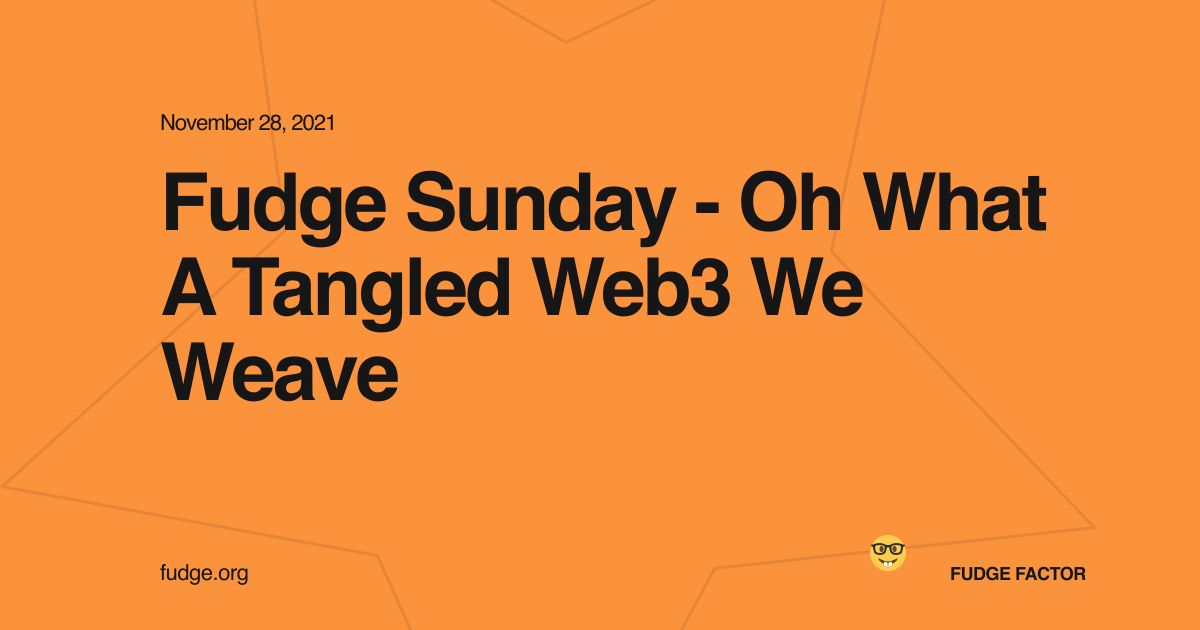 November 28, 2021
Fudge Sunday - Oh What
A Tangled Web3 We
Weave
fudge.org
FUDGE FACTOR